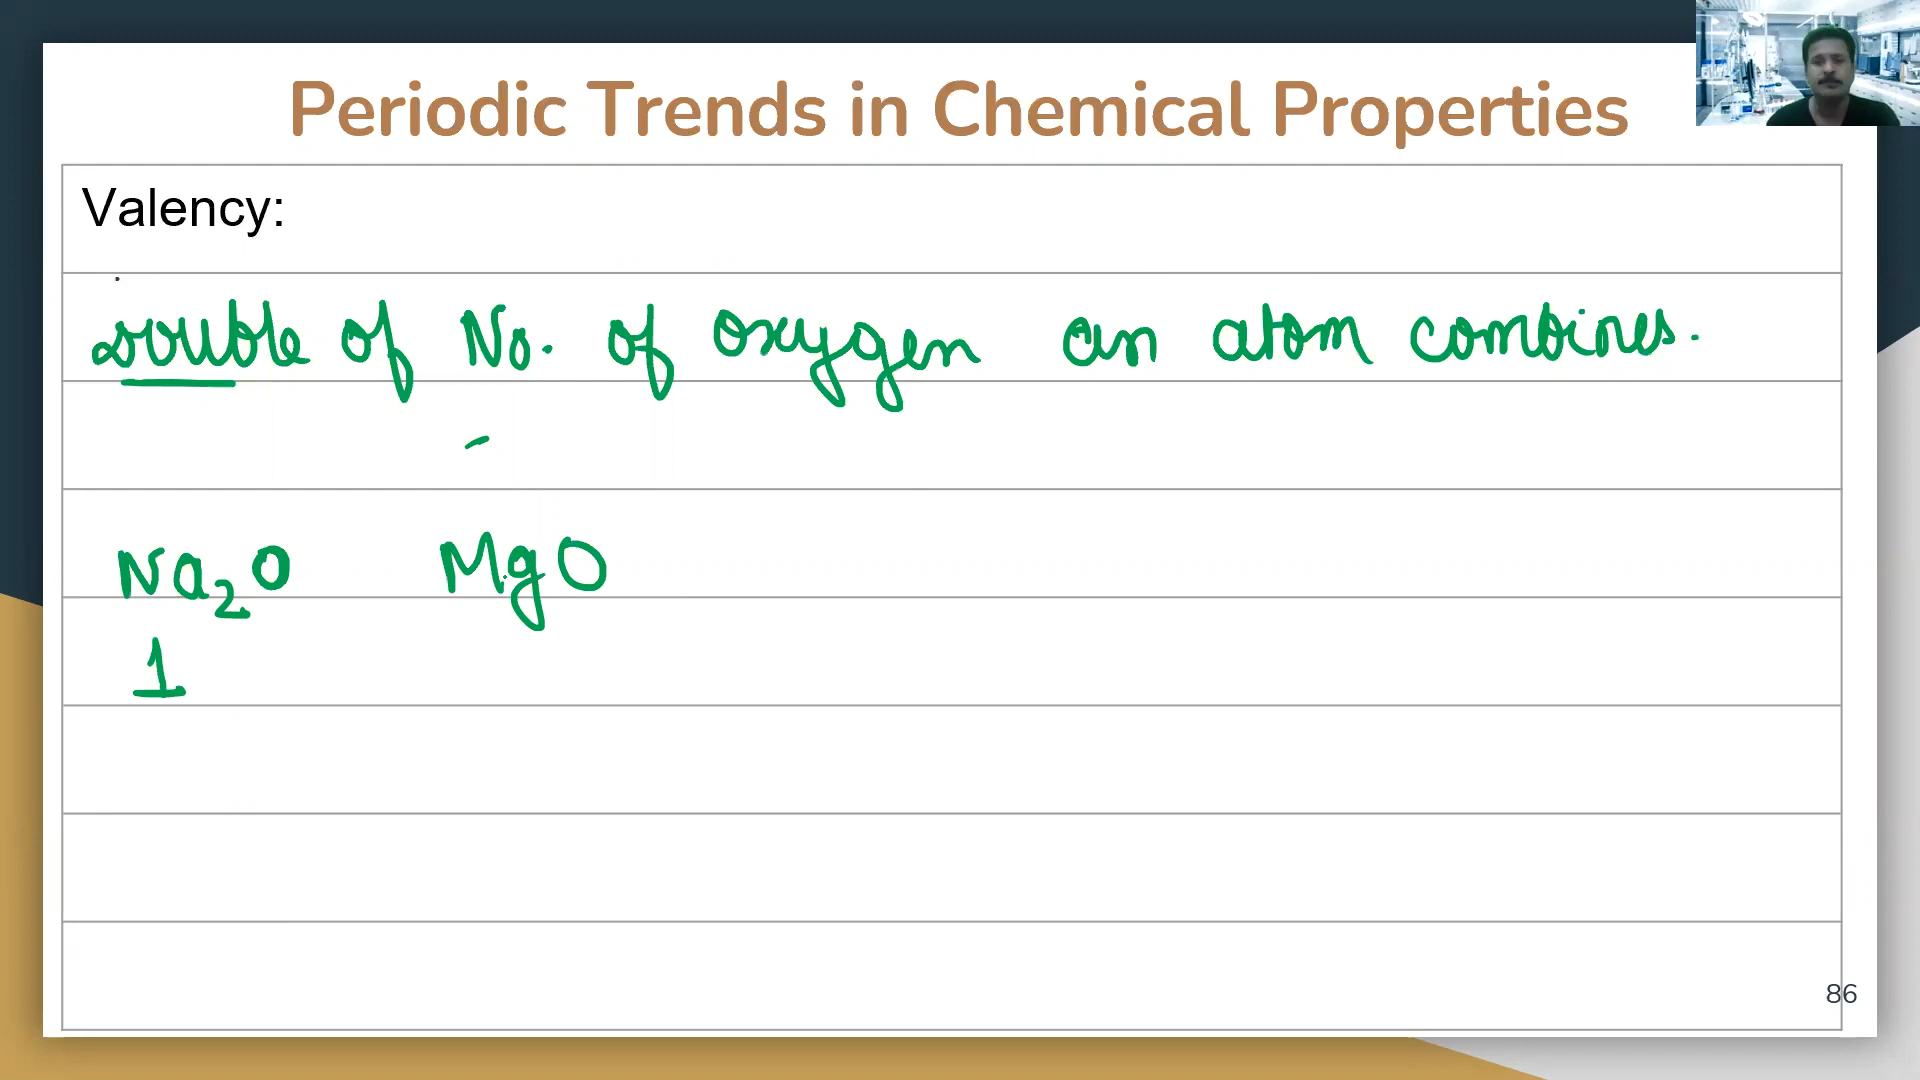 Periodic Trends in Chemical Properties
Valency:
Double of No. of oxygen an atom combines.
Na₂O MgO
1
86